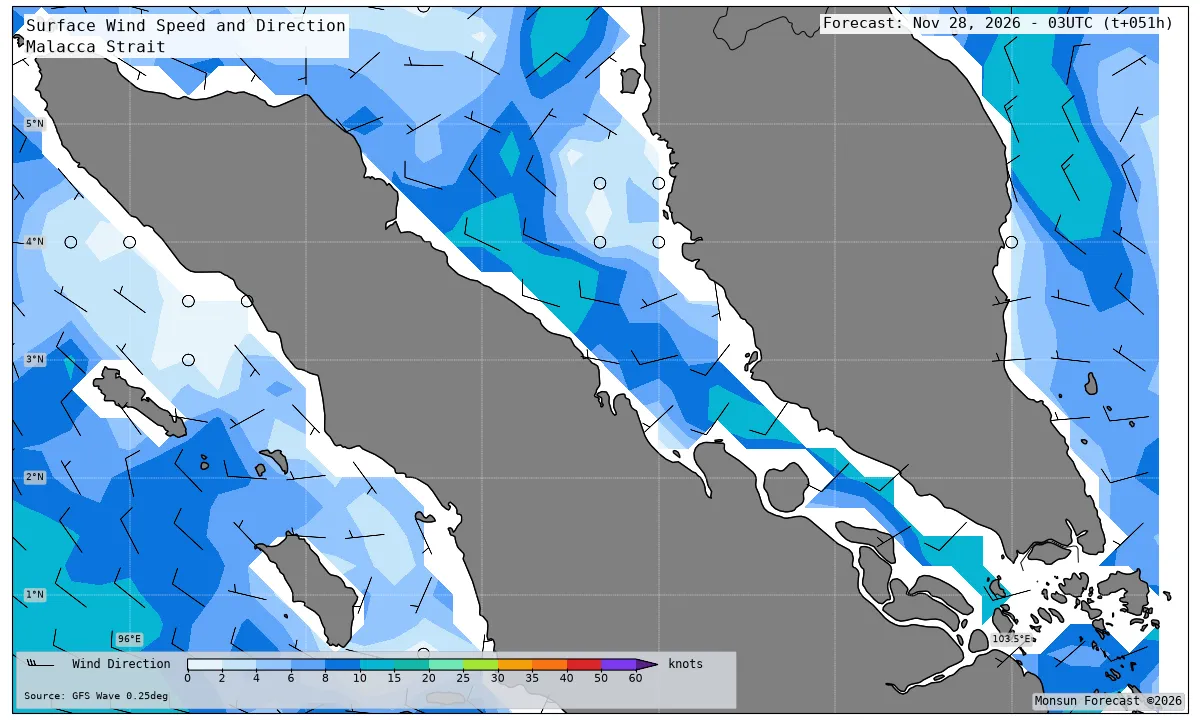 Surface Wind Speed and Direction
Malacca Strait
Forecast: Nov 28, 2026 - 03UTC (t+051h)
5°N
4°N
3°N
2°N
1°N
96°E
103.5°E
Wind Direction
0 2 4 6 8 10 15 20 25 30 35 40 50 60
knots
Source: GFS Wave 0.25deg
Monsun Forecast ©2026